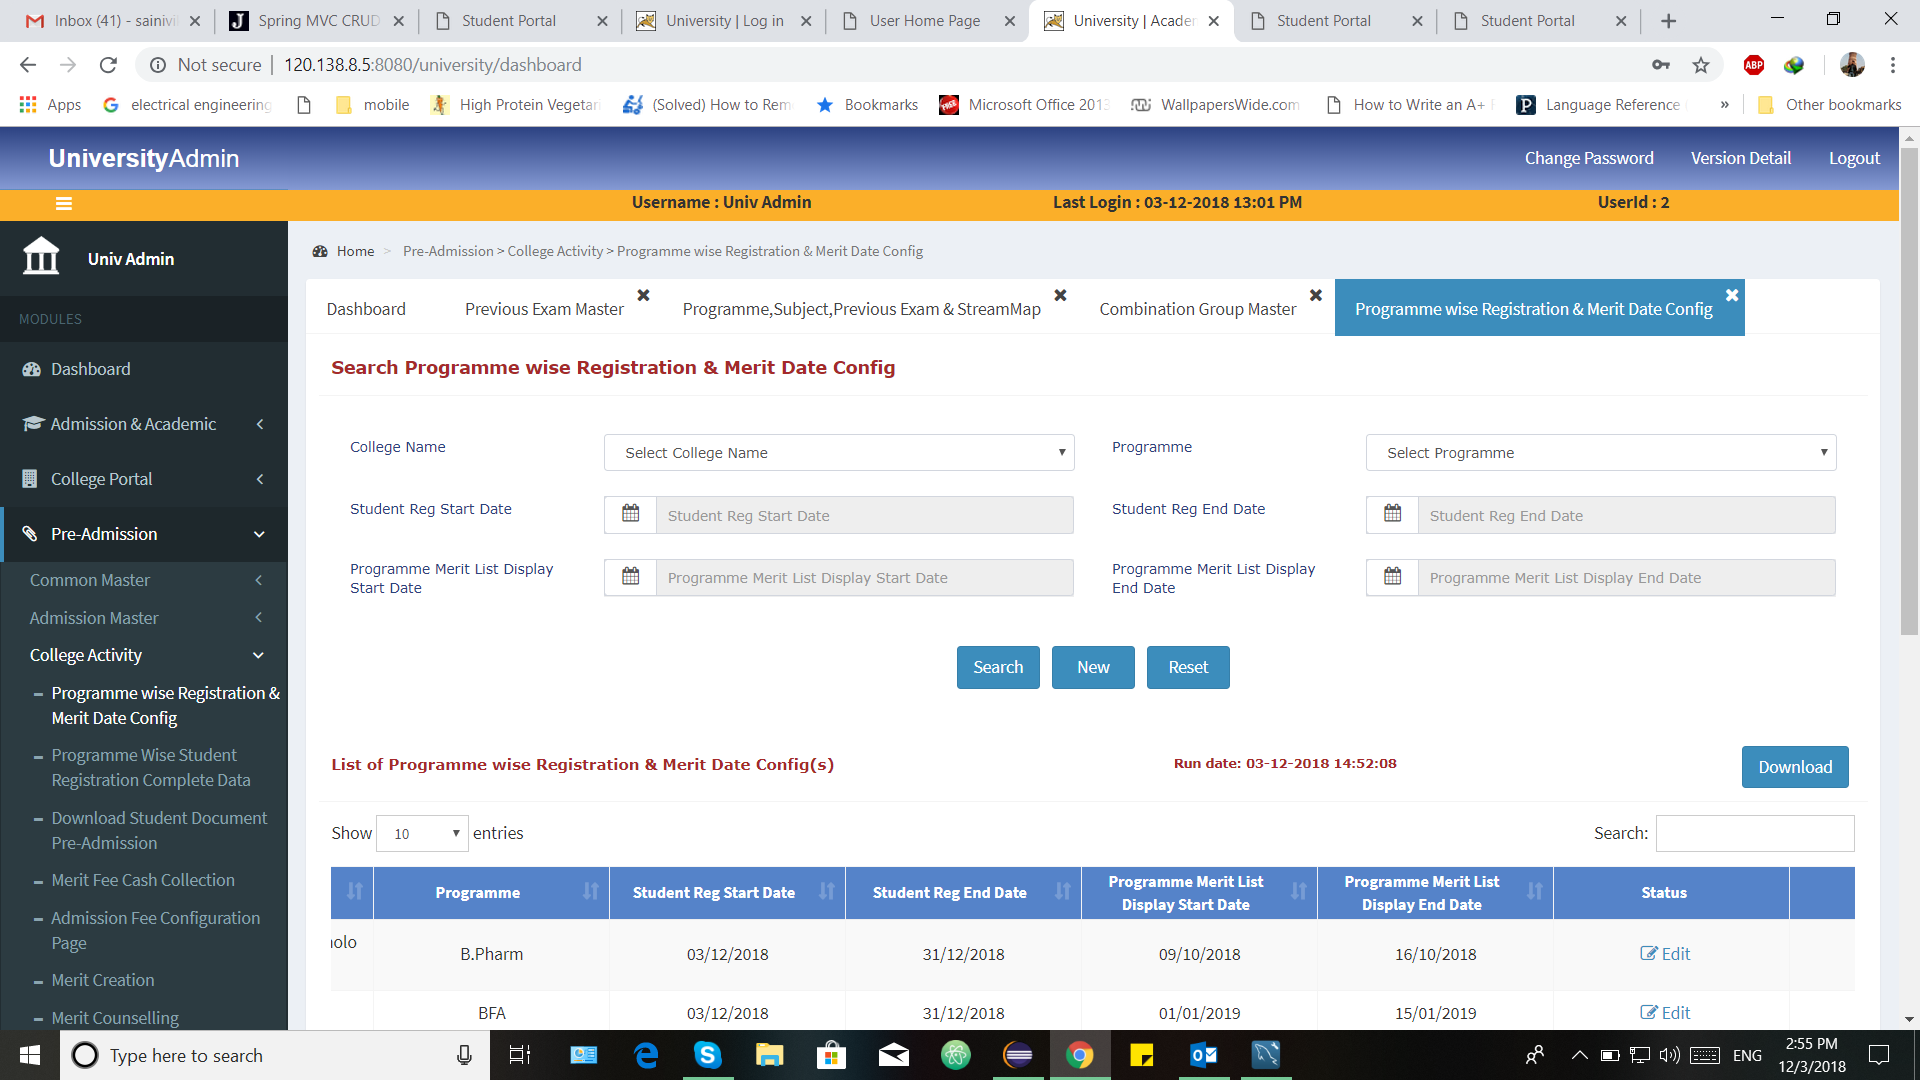 Inbox (41) - sainivi
Spring MVC CRUD
Student Portal
University | Log in
User Home Page
University | Acader
Student Portal
Student Portal
Not secure
120.138.8.5:8080/university/dashboard
ABP
Apps
electrical engineering
mobile
High Protein Vegetar
(Solved) How to Rem
Bookmarks
Microsoft Office 2013
WallpapersWide.com
How to Write an A+
Language Reference
»
Other bookmarks
UniversityAdmin
Change Password
Version Detail
Logout
Username : Univ Admin
Last Login : 03-12-2018 13:01 PM
UserId : 2
Univ Admin
MODULES
Dashboard
Admission & Academic
College Portal
Pre-Admission
Common Master
Admission Master
College Activity
Programme wise Registration &
Merit Date Config
Programme Wise Student
Registration Complete Data
Download Student Document
Pre-Admission
Merit Fee Cash Collection
Admission Fee Configuration
Page
Merit Creation
Merit Counselling
Home > Pre-Admission > College Activity > Programme wise Registration & Merit Date Config
Dashboard
Previous Exam Master
Programme,Subject,Previous Exam & StreamMap
Combination Group Master
Programme wise Registration & Merit Date Config
Search Programme wise Registration & Merit Date Config
College Name
Select College Name
Programme
Select Programme
Student Reg Start Date
Student Reg Start Date
Student Reg End Date
Student Reg End Date
Programme Merit List Display
Start Date
Programme Merit List Display Start Date
Programme Merit List Display
End Date
Programme Merit List Display End Date
Search
New
Reset
List of Programme wise Registration & Merit Date Config(s)
Run date: 03-12-2018 14:52:08
Download
Show 10 entries
Search:
Programme
Student Reg Start Date
Student Reg End Date
Programme Merit List
Display Start Date
Programme Merit List
Display End Date
Status
olo
B.Pharm
03/12/2018
31/12/2018
09/10/2018
16/10/2018
Edit
BFA
03/12/2018
31/12/2018
01/01/2019
15/01/2019
Edit
Type here to search
ENG
2:55 PM
12/3/2018